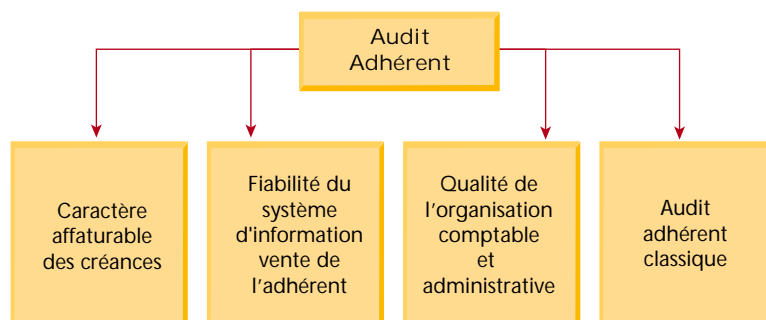 Audit
Adhérent
Caractère
affaturable
des créances
Fiabilité du
système
d'information
vente de
l’adhérent
Qualité de
l’organisation
comptable
et
administrative
Audit
adhérent
classique